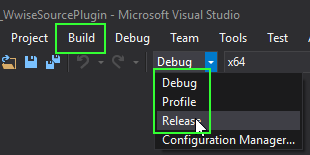 _WwiseSourcePlugin - Microsoft Visual Studio
Project Build Debug Team Tools Test
Debug x64
Debug
Profile
Release
Configuration Manager...